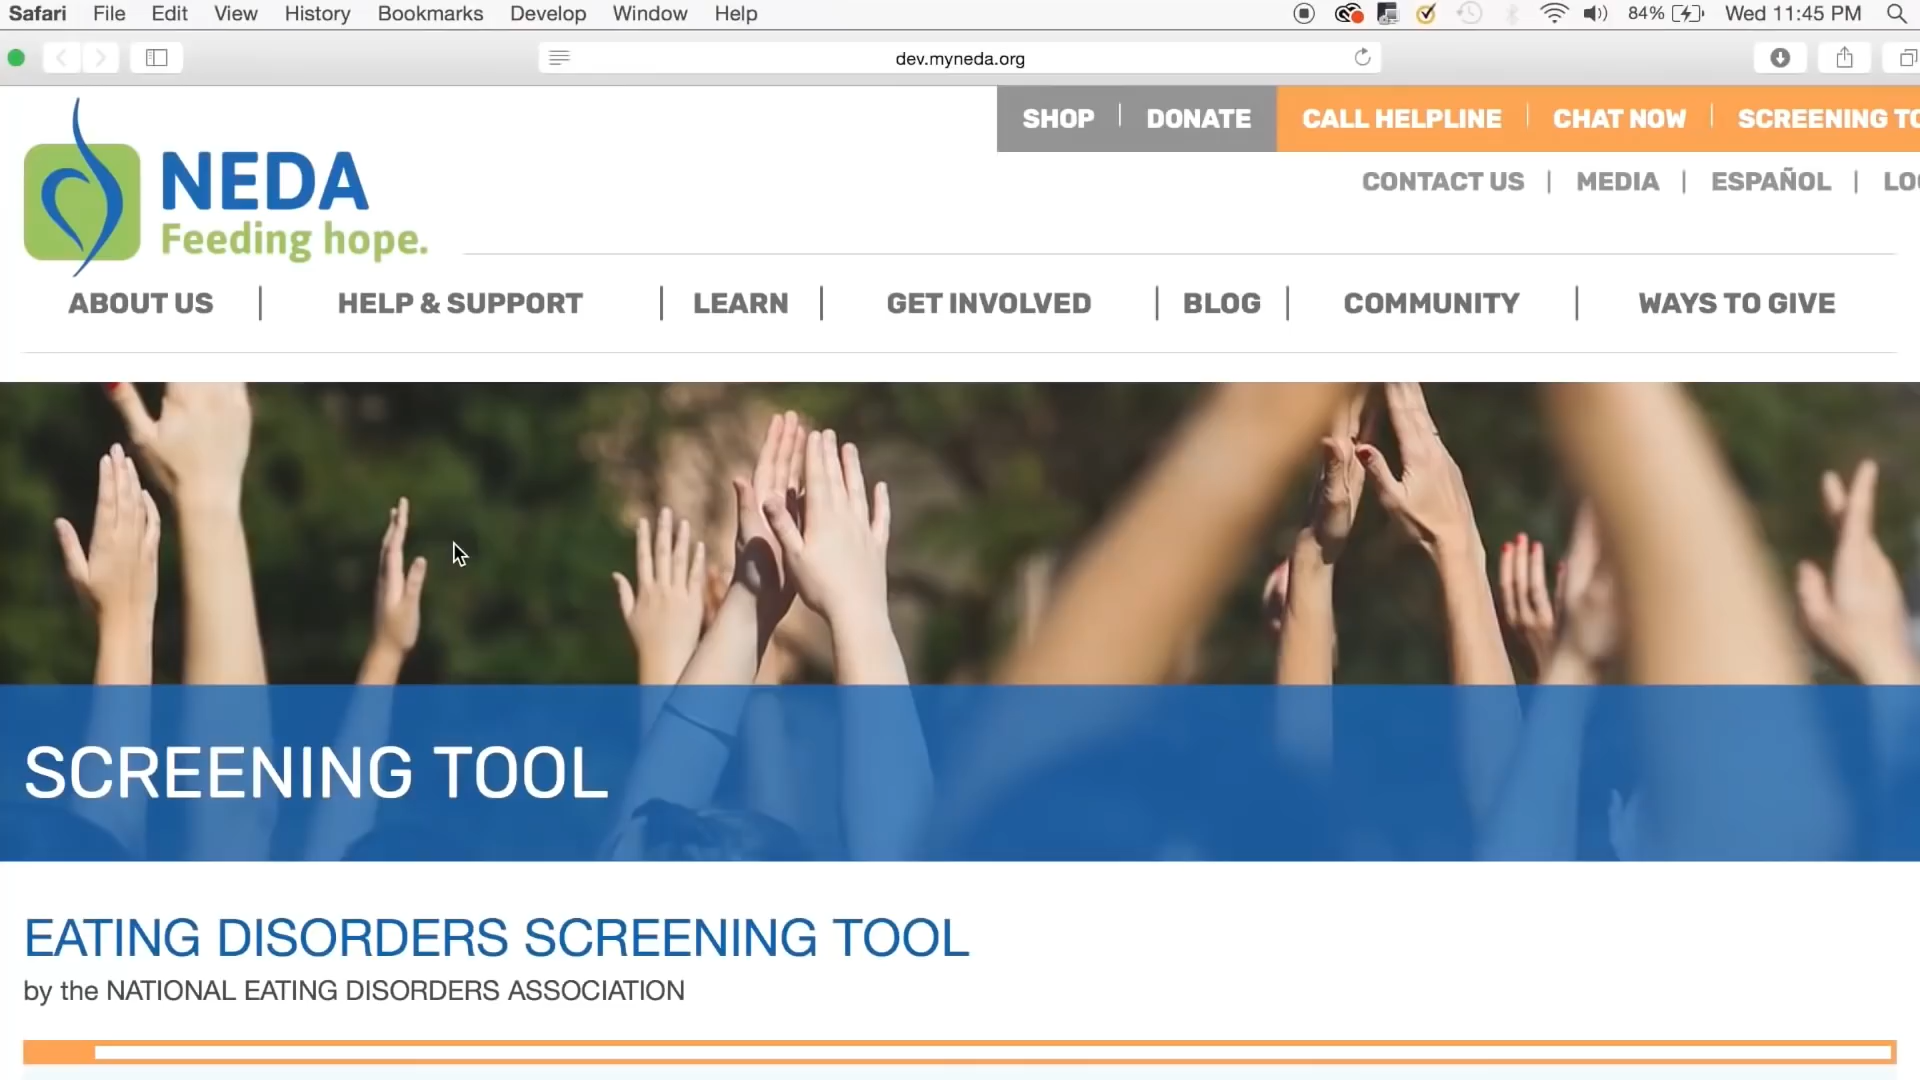 Safari File Edit View History Bookmarks Develop Window Help 84% Wed 11:45 PM
dev.myneda.org
SHOP | DONATE CALL HELPLINE | CHAT NOW | SCREENING
CONTACT US | MEDIA | ESPAÑOL |
NEDA
Feeding hope.
ABOUT US | HELP & SUPPORT | LEARN | GET INVOLVED | BLOG | COMMUNITY | WAYS TO GIVE
SCREENING TOOL
EATING DISORDERS SCREENING TOOL
by the NATIONAL EATING DISORDERS ASSOCIATION